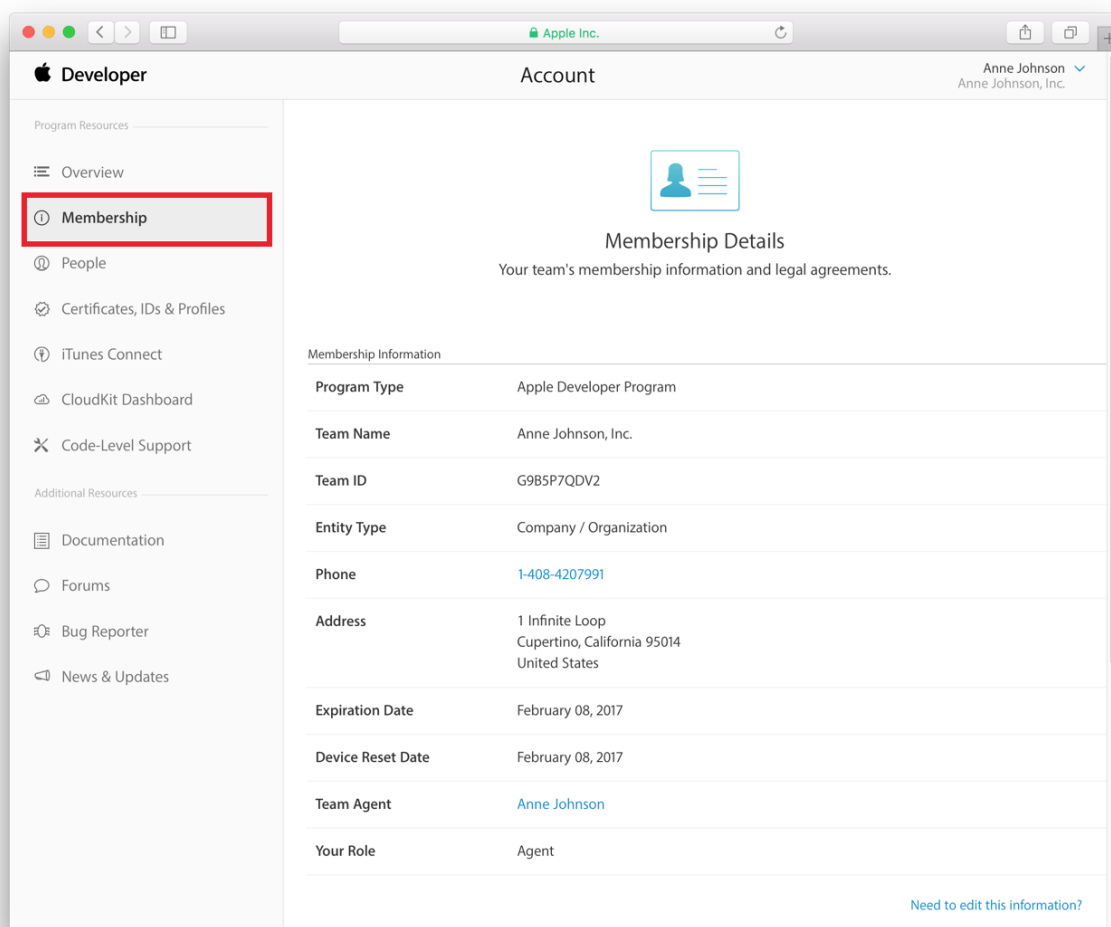 Apple Inc.
Developer
Account
Anne Johnson
Anne Johnson, Inc.
Program Resources
Overview
Membership
People
Certificates, IDs & Profiles
iTunes Connect
CloudKit Dashboard
Code-Level Support
Additional Resources
Documentation
Forums
Bug Reporter
News & Updates
Membership Details
Your team's membership information and legal agreements.
Membership Information
Program Type Apple Developer Program
Team Name Anne Johnson, Inc.
Team ID G9B5P7QDV2
Entity Type Company / Organization
Phone 1-408-4207991
Address 1 Infinite Loop
Cupertino, California 95014
United States
Expiration Date February 08, 2017
Device Reset Date February 08, 2017
Team Agent Anne Johnson
Your Role Agent
Need to edit this information?